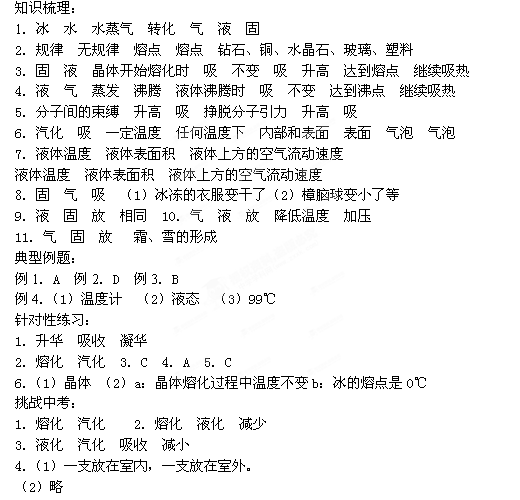 知识梳理:
1. 冰 水 水蒸气 转化 气 液 固
2. 规律 无规律 熔点 熔点 钻石、铜、水晶石、玻璃、塑料
3. 固 液 晶体开始熔化时 吸 不变 吸 升高 达到熔点 继续吸热
4. 液 气 蒸发 沸腾 液体沸腾时 吸 不变 达到沸点 继续吸热
5. 分子间的束缚 升高 吸 挣脱分子引力 升高 吸
6. 汽化 吸 一定温度 任何温度下 内部和表面 表面 气泡 气泡
7. 液体温度 液体表面积 液体上方的空气流动速度
液体温度 液体表面积 液体上方的空气流动速度
8. 固 气 吸 (1)冰冻的衣服变干了(2)樟脑球变小了等
9. 液 固 放 相同 10. 气 液 放 降低温度 加压
11. 气 固 放 霜、雪的形成
典型例题:
例1. A 例2. D 例3. B
例4.(1)温度计 (2)液态 (3)99℃
针对性练习:
1. 升华 吸收 凝华
2. 熔化 汽化 3. C 4. A 5. C
6.(1)晶体 (2)a：晶体熔化过程中温度不变b：冰的熔点是0℃
挑战中考:
1. 熔化 汽化 2. 熔化 液化 减少
3. 液化 汽化 吸收 减小
4.(1)一支放在室内,一支放在室外。
(2)略